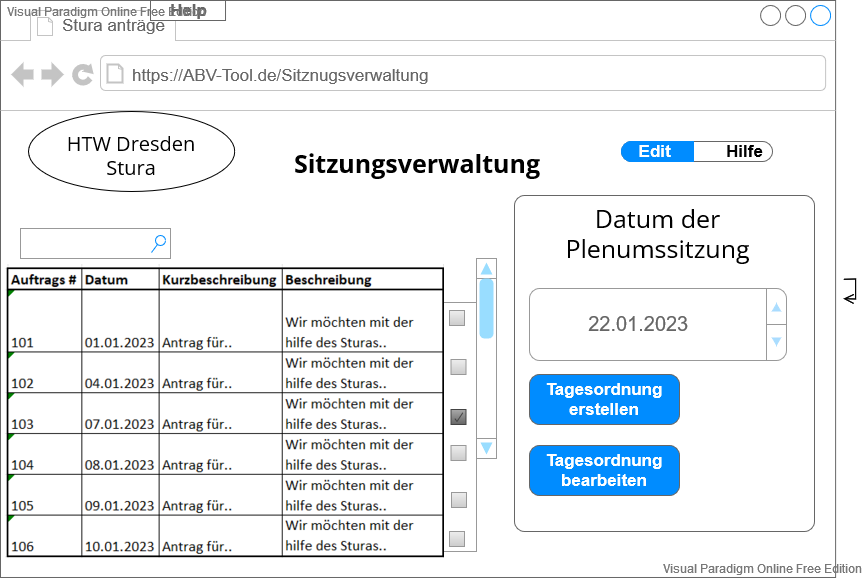 Visual Paradigm Online Free Edition
Help
Stura anträge
https://ABV-Tool.de/Sitznugsverwaltung
HTW Dresden
Stura
Sitzungsverwaltung
Edit
Hilfe
Auftrags # Datum Kurzbeschreibung Beschreibung
Wir möchten mit der
101 01.01.2023 Antrag für.. hilfe des Sturas..
Wir möchten mit der
102 04.01.2023 Antrag für.. hilfe des Sturas..
Wir möchten mit der
103 07.01.2023 Antrag für.. hilfe des Sturas..
Wir möchten mit der
104 08.01.2023 Antrag für.. hilfe des Sturas..
Wir möchten mit der
105 09.01.2023 Antrag für.. hilfe des Sturas..
Wir möchten mit der
106 10.01.2023 Antrag für.. hilfe des Sturas..
Datum der
Plenumssitzung
22.01.2023
Tagesordnung
erstellen
Tagesordnung
bearbeiten
Visual Paradigm Online Free Edition